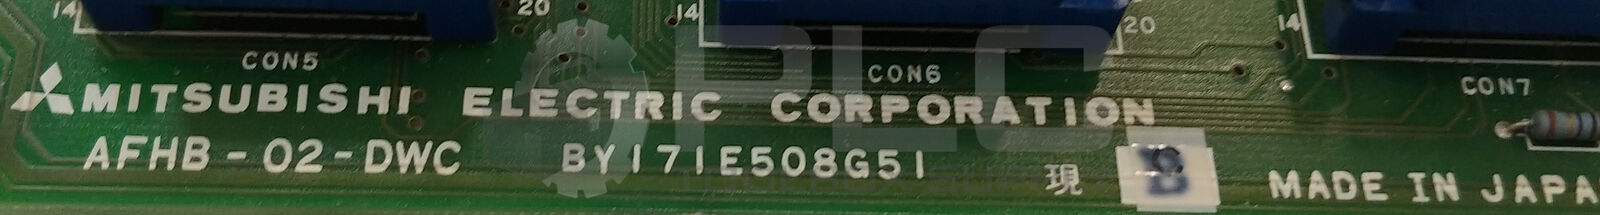 14 20 14 20 14
CON5 CON6 CON7
MITSUBISHI ELECTRIC CORPORATION
AFHB-02-DWC BY171E508G51
現 B MADE IN JAPA
PLC